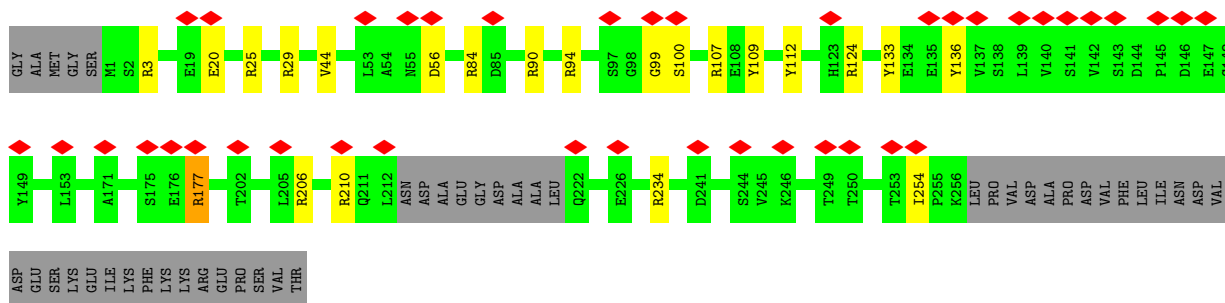 GLY ALA MET GLY SER M1 S2 R3 E19 E20 R25 R29 V44 L53 A54 N55 D56 R84 D85 R90 R94 S97 G98 G99 S100 R107 E108 Y109 Y112 H123 R124 Y133 E134 E135 Y136 V137 S138 L139 V140 S141 V142 S143 D144 P145 D146 E147
Y149 L153 A171 S175 E176 R177 T202 L205 R206 R210 Q211 L212 ASN ASP ALA GLU GLY ASP ALA ALA LEU Q222 E226 R234 D241 S244 V245 K246 T249 T250 T253 I254 P255 K256 LEU PRO VAL ASP ALA PRO ASP VAL PHE LEU ILE ASN ASP VAL
ASP GLU SER LYS GLU ILE LYS PHE LYS LYS ARG GLU PRO SER VAL THR